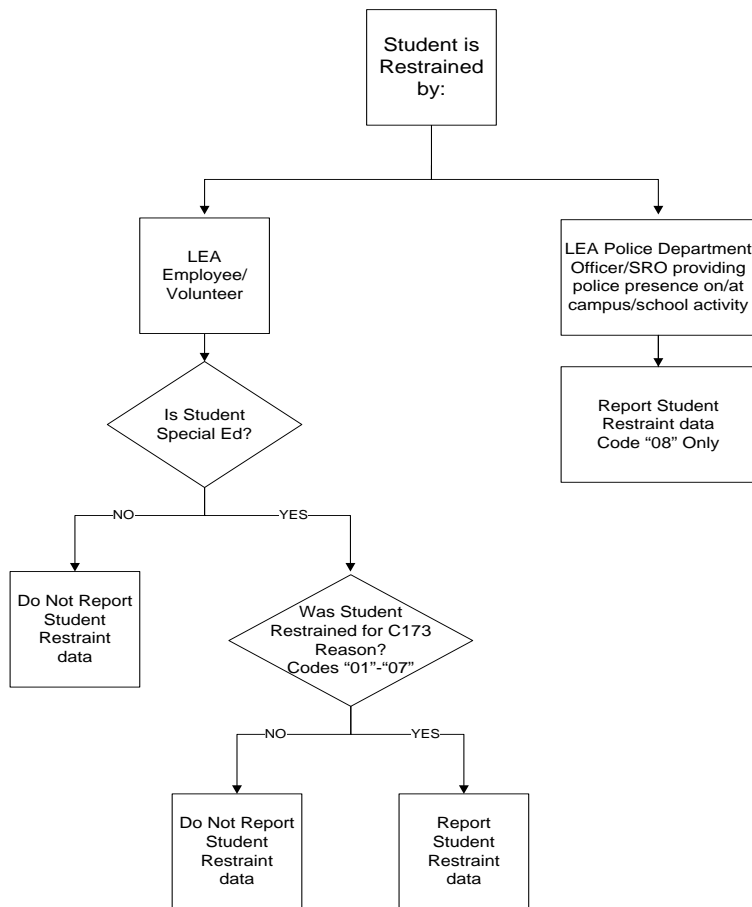 Student is
Restrained
by:
LEA
Employee/
Volunteer
LEA Police Department
Officer/SRO providing
police presence on/at
campus/school activity
Is Student
Special Ed?
Report Student
Restraint data
Code “08” Only
NO
YES
Do Not Report
Student
Restraint
data
Was Student
Restrained for C173
Reason?
Codes “01”-“07”
NO
YES
Do Not Report
Student
Restraint
data
Report
Student
Restraint
data